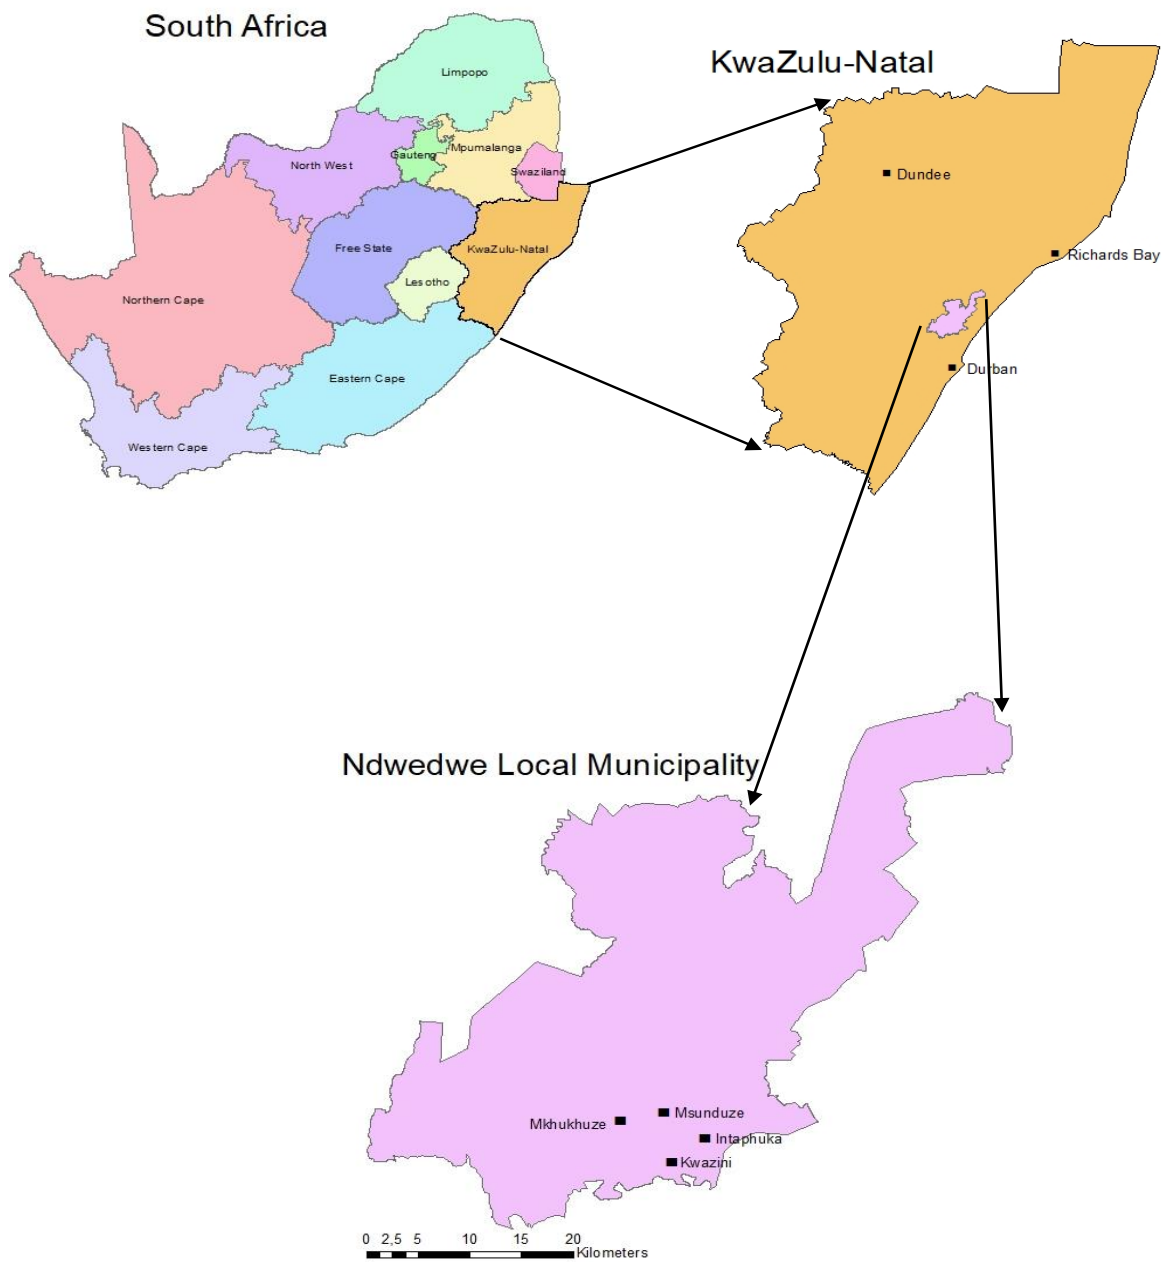 South Africa
Limpopo
North West
Gauteng
Mpumalanga
Swaziland
Free State
KwaZulu-Natal
Lesotho
Northern Cape
Eastern Cape
Western Cape
KwaZulu-Natal
Dundee
Richards Bay
Durban
Ndwedwe Local Municipality
Msunduze
Mkhukhuze
Intaphuka
Kwazini
0 2,5 5 10 15 20
Kilometers